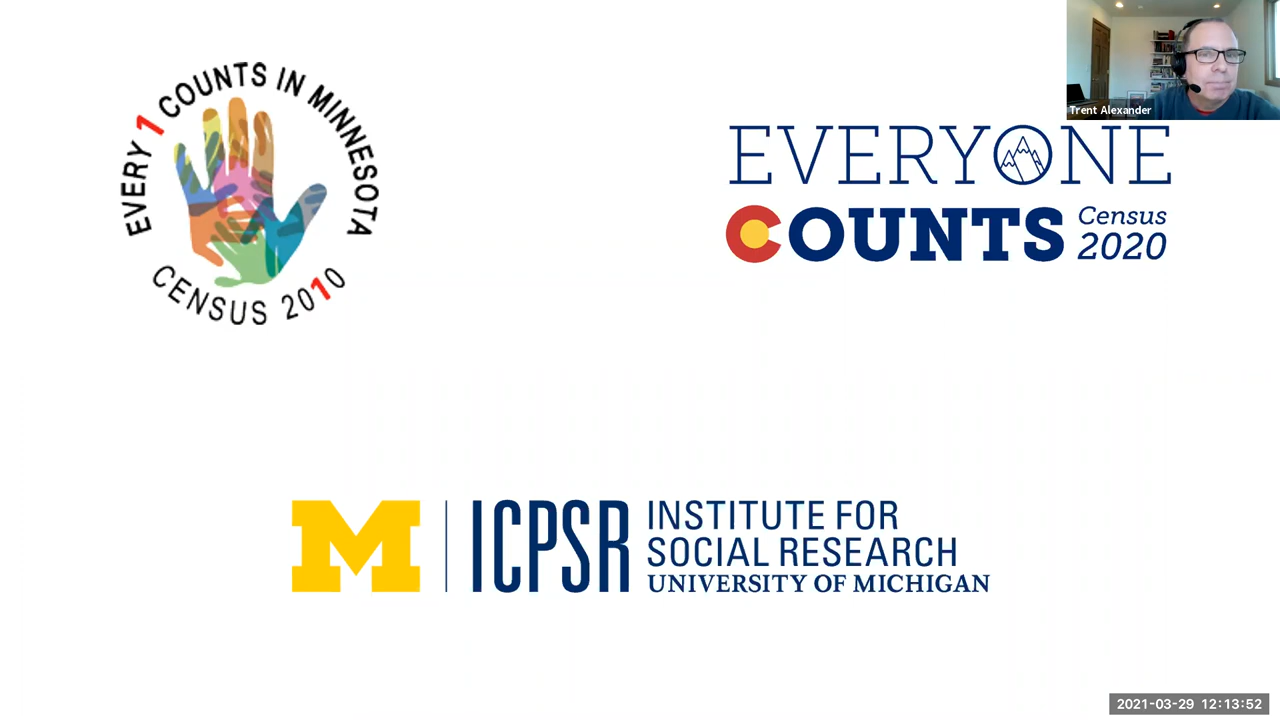 EVERY 1 COUNTS IN MINNESOTA
CENSUS 2010
Trent Alexander
EVERYONE
COUNTS Census 2020
M ICPSR INSTITUTE FOR
SOCIAL RESEARCH
UNIVERSITY OF MICHIGAN
2021-03-29 12:13:52